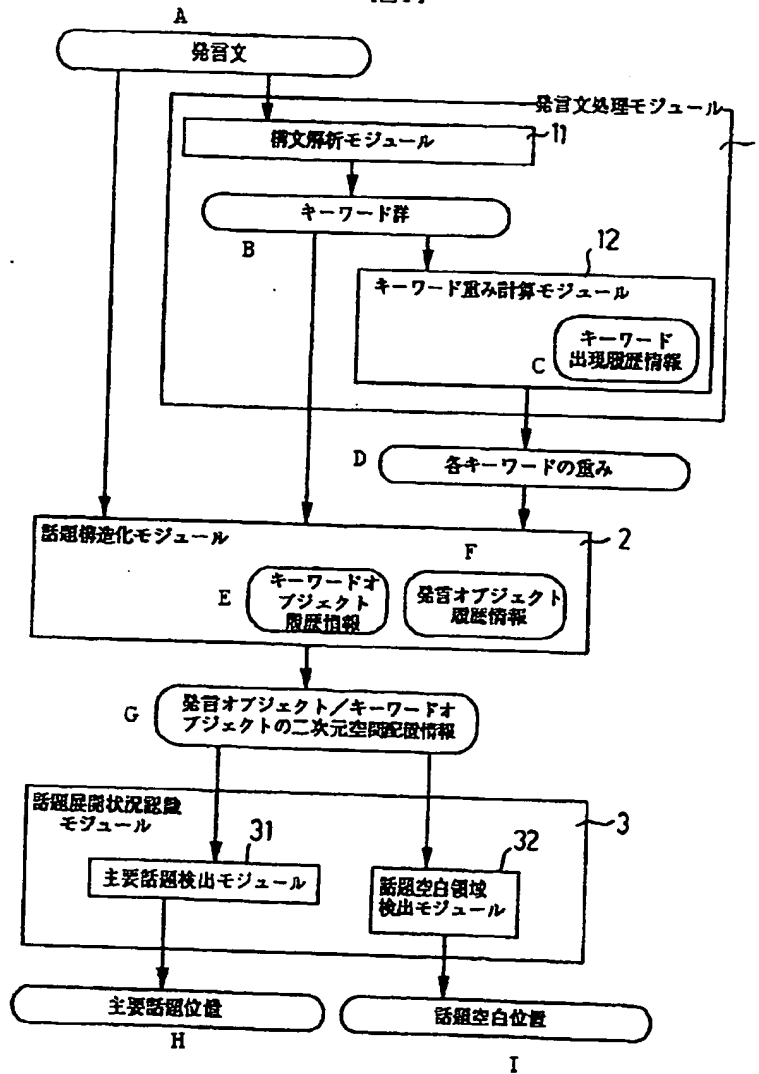 A
発言文
発言文処理モジュール
構文解析モジュール
11
キーワード群
B
12
キーワード重み計算モジュール
キーワード
出現履歴情報
C
D
各キーワードの重み
話題構造化モジュール
2
F
E
キーワードオ
ブジェクト
履歴情報
発言オブジェクト
履歴情報
G
発言オブジェクト／キーワードオ
ブジェクトの二次元空間配置情報
話題展開状況認識
モジュール
3
31
32
主要話題検出モジュール
話題空白領域
検出モジュール
主要話題位置
話題空白位置
H
I